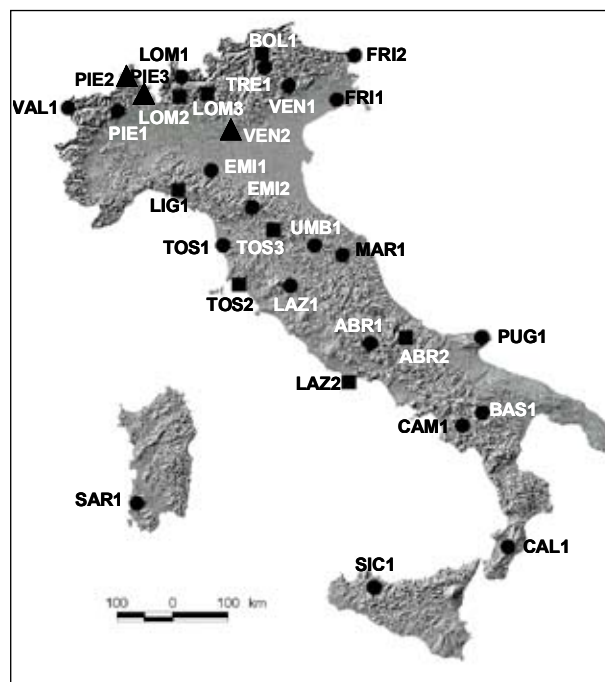 BOL1
LOM1
FRI2
PIE2
PIE3
TRE1
VAL1
LOM2
LOM3
VEN1
FRI1
PIE1
VEN2
EMI1
EMI2
LIG1
UMB1
TOS1
TOS3
MAR1
TOS2
LAZ1
ABR1
PUG1
ABR2
LAZ2
BAS1
CAM1
SAR1
CAL1
SIC1
100 0 100 km